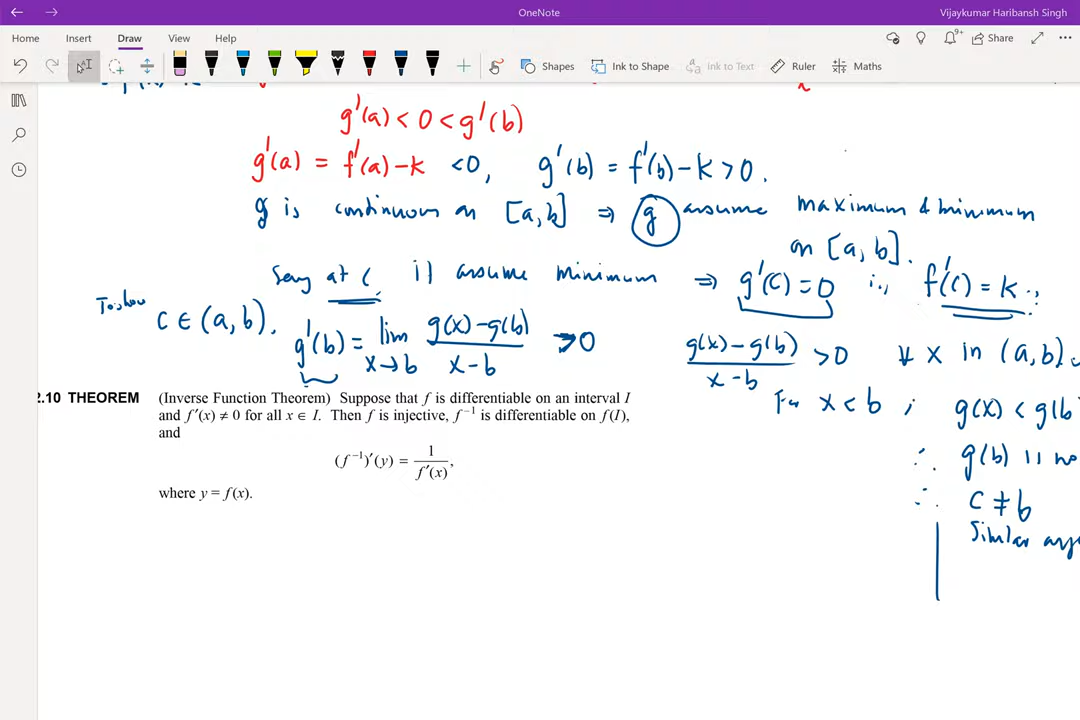 OneNote
Vijaykumar Haribansh Singh
Home Insert Draw View Help
9+ Share
Shapes Ink to Shape Ink to Text Ruler Maths
g'(a) < 0 < g'(b)
g'(a) = f'(a) - k < 0, g'(b) = f'(b) - k > 0.
g is continuous on [a, b] ⇒ g assume maximum & minimum
on [a, b].
Say at c it assume minimum ⇒ g'(c) = 0 i.e., f'(c) = k
To show
c ∈ (a, b).
g'(b) = lim x→b g(x) - g(b) / x - b > 0
g(x) - g(b) / x - b > 0 ∀ x in (a, b).
For x < b ; g(x) < g(b
∴ g(b) is no
∴ c ≠ b
Similar
2.10 THEOREM (Inverse Function Theorem) Suppose that f is differentiable on an interval I
and f′(x) ≠ 0 for all x ∈ I. Then f is injective, f⁻¹ is differentiable on f(I),
and
(f⁻¹)′(y) = 1 / f′(x),
where y = f(x).